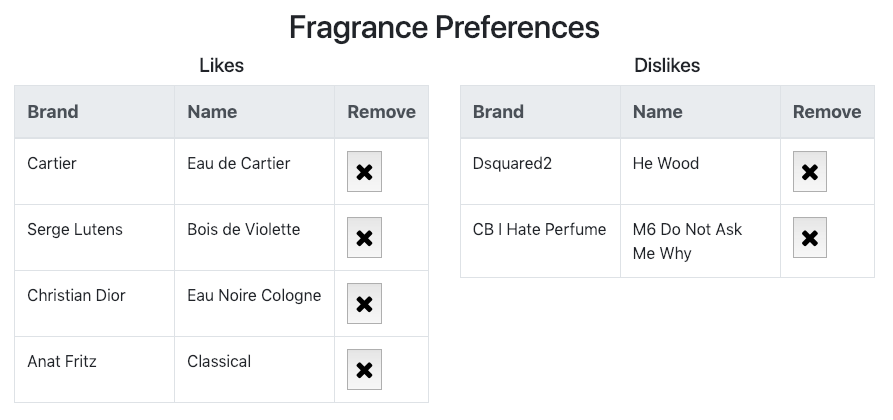 Fragrance Preferences
Likes
Brand Name Remove
Cartier Eau de Cartier
Serge Lutens Bois de Violette
Christian Dior Eau Noire Cologne
Anat Fritz Classical
Dislikes
Brand Name Remove
Dsquared2 He Wood
CB I Hate Perfume M6 Do Not Ask
Me Why